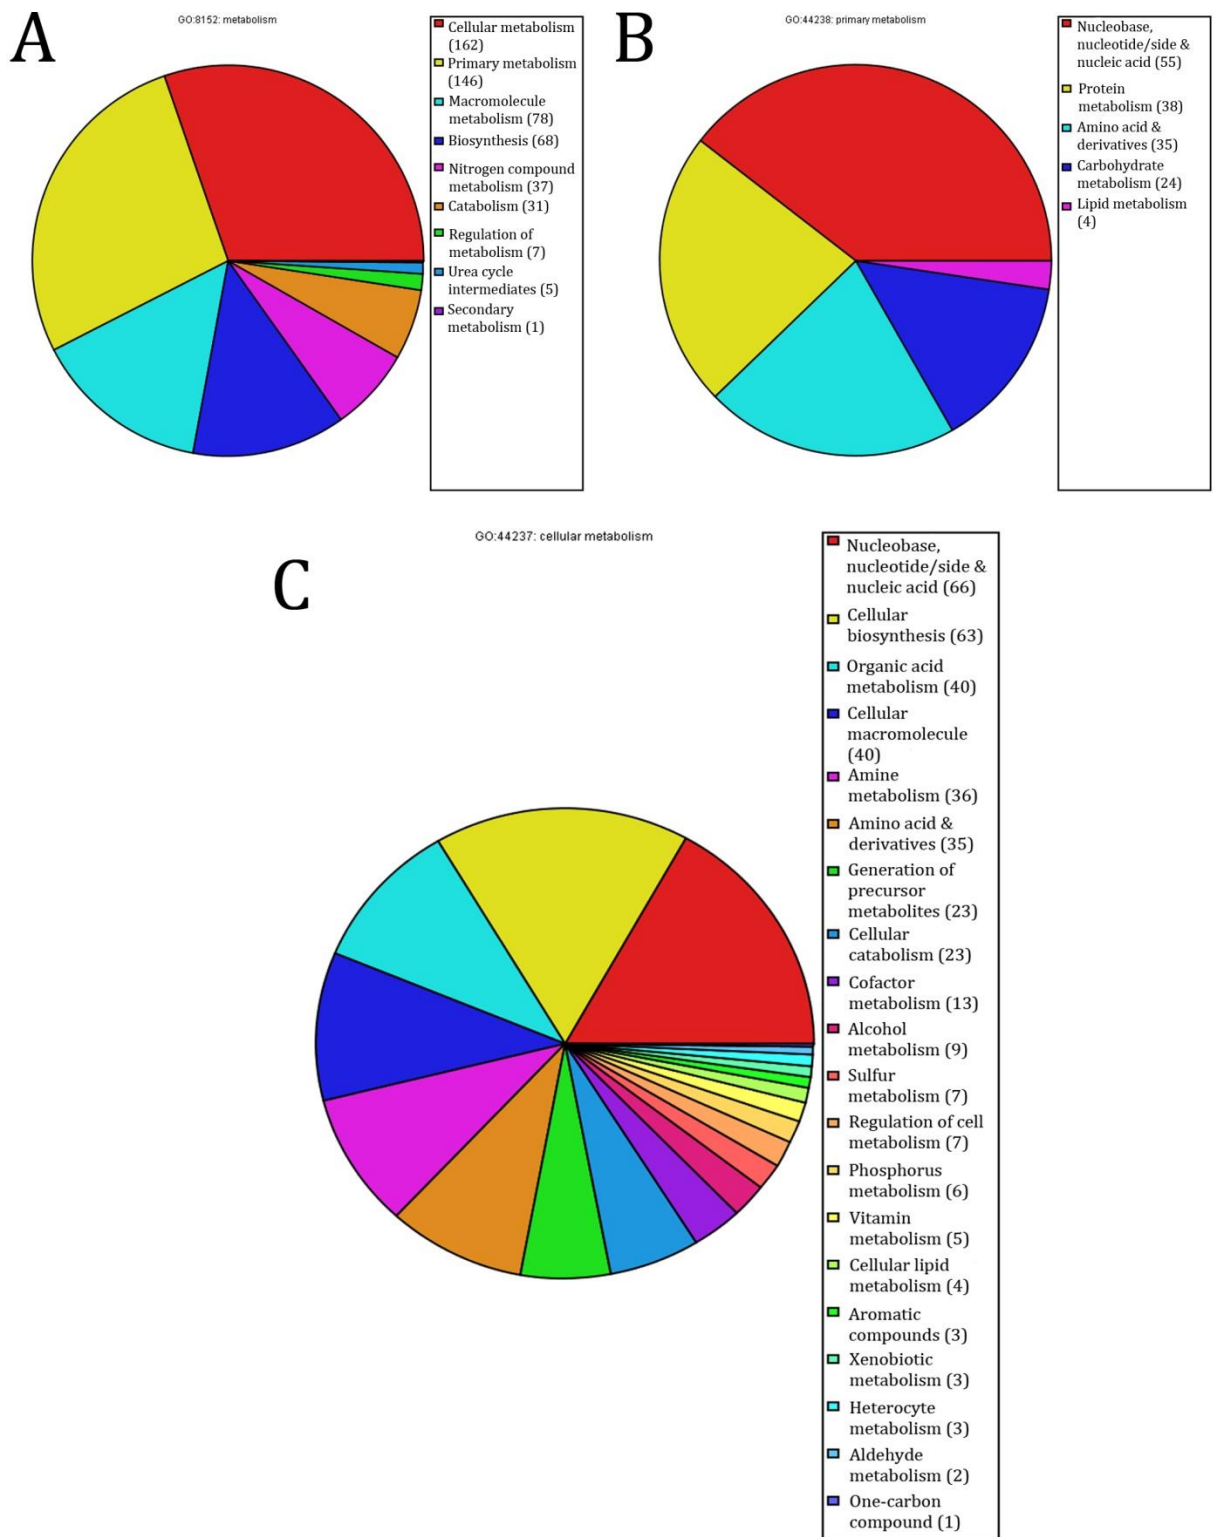 A
GO:8152: metabolism
Cellular metabolism
(162)
Primary metabolism
(146)
Macromolecule
metabolism (78)
Biosynthesis (68)
Nitrogen compound
metabolism (37)
Catabolism (31)
Regulation of
metabolism (7)
Urea cycle
intermediates (5)
Secondary
metabolism (1)
B
GO:44238: primary metabolism
Nucleobase,
nucleotide/side &
nucleic acid (55)
Protein
metabolism (38)
Amino acid &
derivatives (35)
Carbohydrate
metabolism (24)
Lipid metabolism
(4)
C
GO:44237: cellular metabolism
Nucleobase,
nucleotide/side &
nucleic acid (66)
Cellular
biosynthesis (63)
Organic acid
metabolism (40)
Cellular
macromolecule
(40)
Amine
metabolism (36)
Amino acid &
derivatives (35)
Generation of
precursor
metabolites (23)
Cellular
catabolism (23)
Cofactor
metabolism (13)
Alcohol
metabolism (9)
Sulfur
metabolism (7)
Regulation of cell
metabolism (7)
Phosphorus
metabolism (6)
Vitamin
metabolism (5)
Cellular lipid
metabolism (4)
Aromatic
compounds (3)
Xenobiotic
metabolism (3)
Heterocyte
metabolism (3)
Aldehyde
metabolism (2)
One-carbon
compound (1)